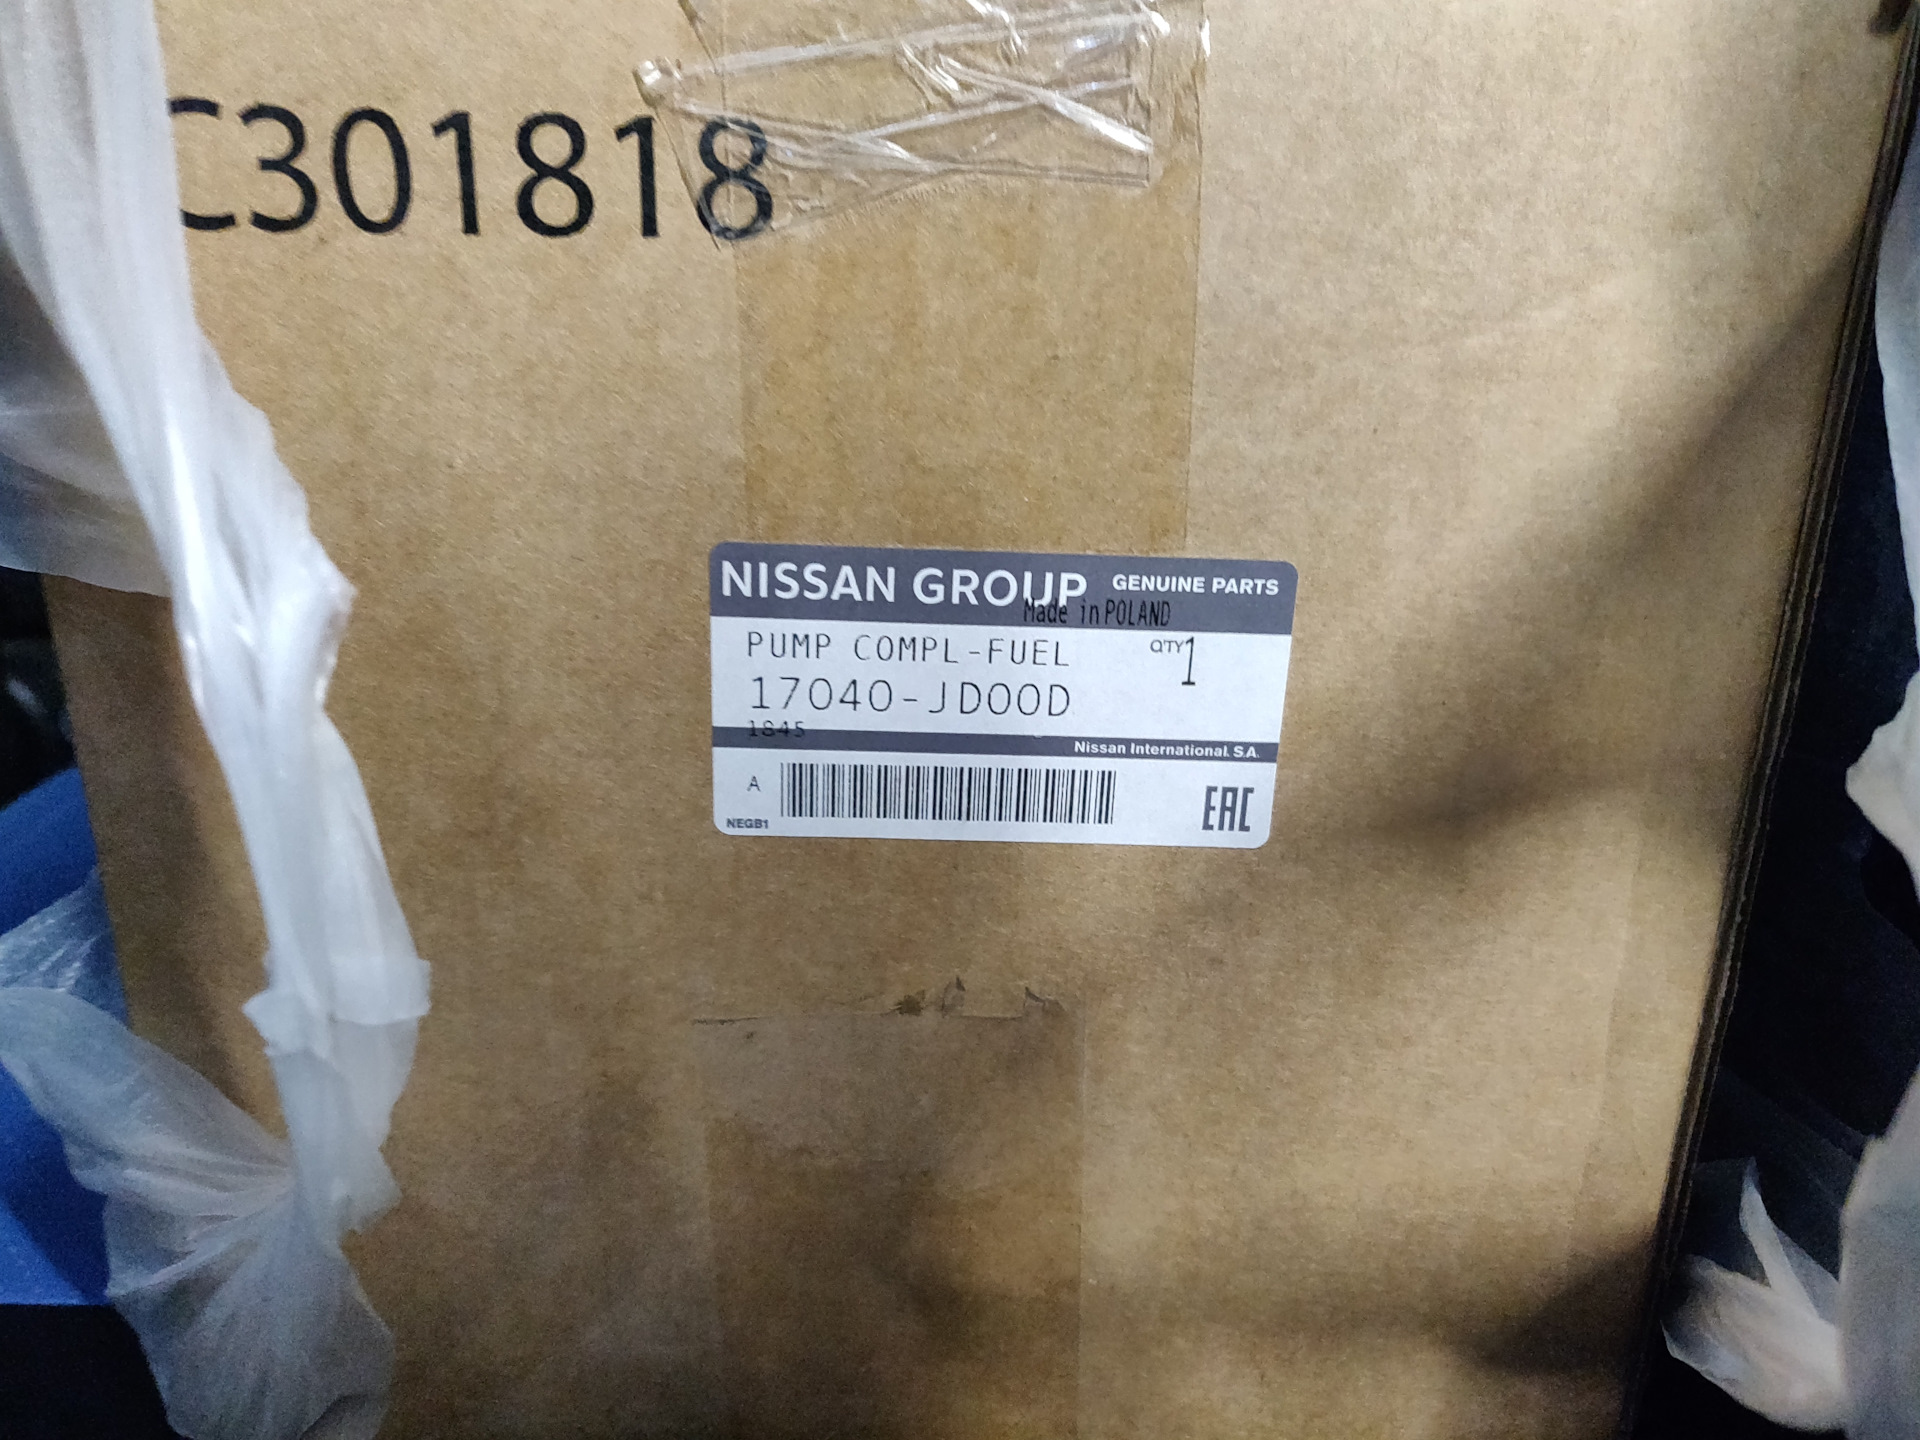 C301818
NISSAN GROUP GENUINE PARTS
Made in POLAND
PUMP COMPL-FUEL QTY 1
17040-JD00D
1845
Nissan International. S.A.
A
EAC
NEGB1